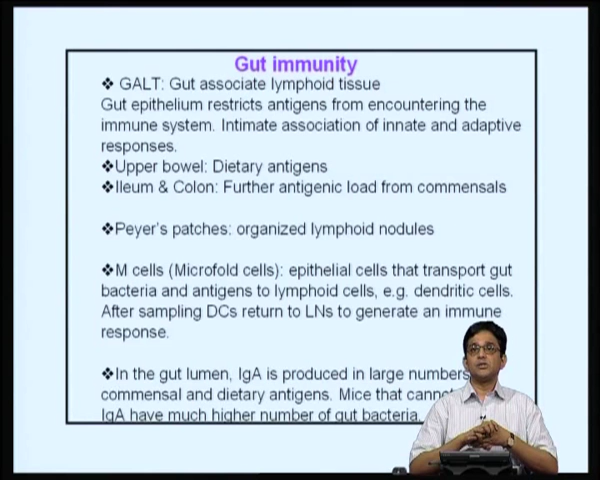 Gut immunity
❖ GALT: Gut associate lymphoid tissue
Gut epithelium restricts antigens from encountering the
immune system. Intimate association of innate and adaptive
responses.
❖Upper bowel: Dietary antigens
❖Ileum & Colon: Further antigenic load from commensals
❖Peyer's patches: organized lymphoid nodules
❖M cells (Microfold cells): epithelial cells that transport gut
bacteria and antigens to lymphoid cells, e.g. dendritic cells.
After sampling DCs return to LNs to generate an immune
response.
❖In the gut lumen, IgA is produced in large numbers
commensal and dietary antigens. Mice that
IgA have much higher number of gut bacteria.